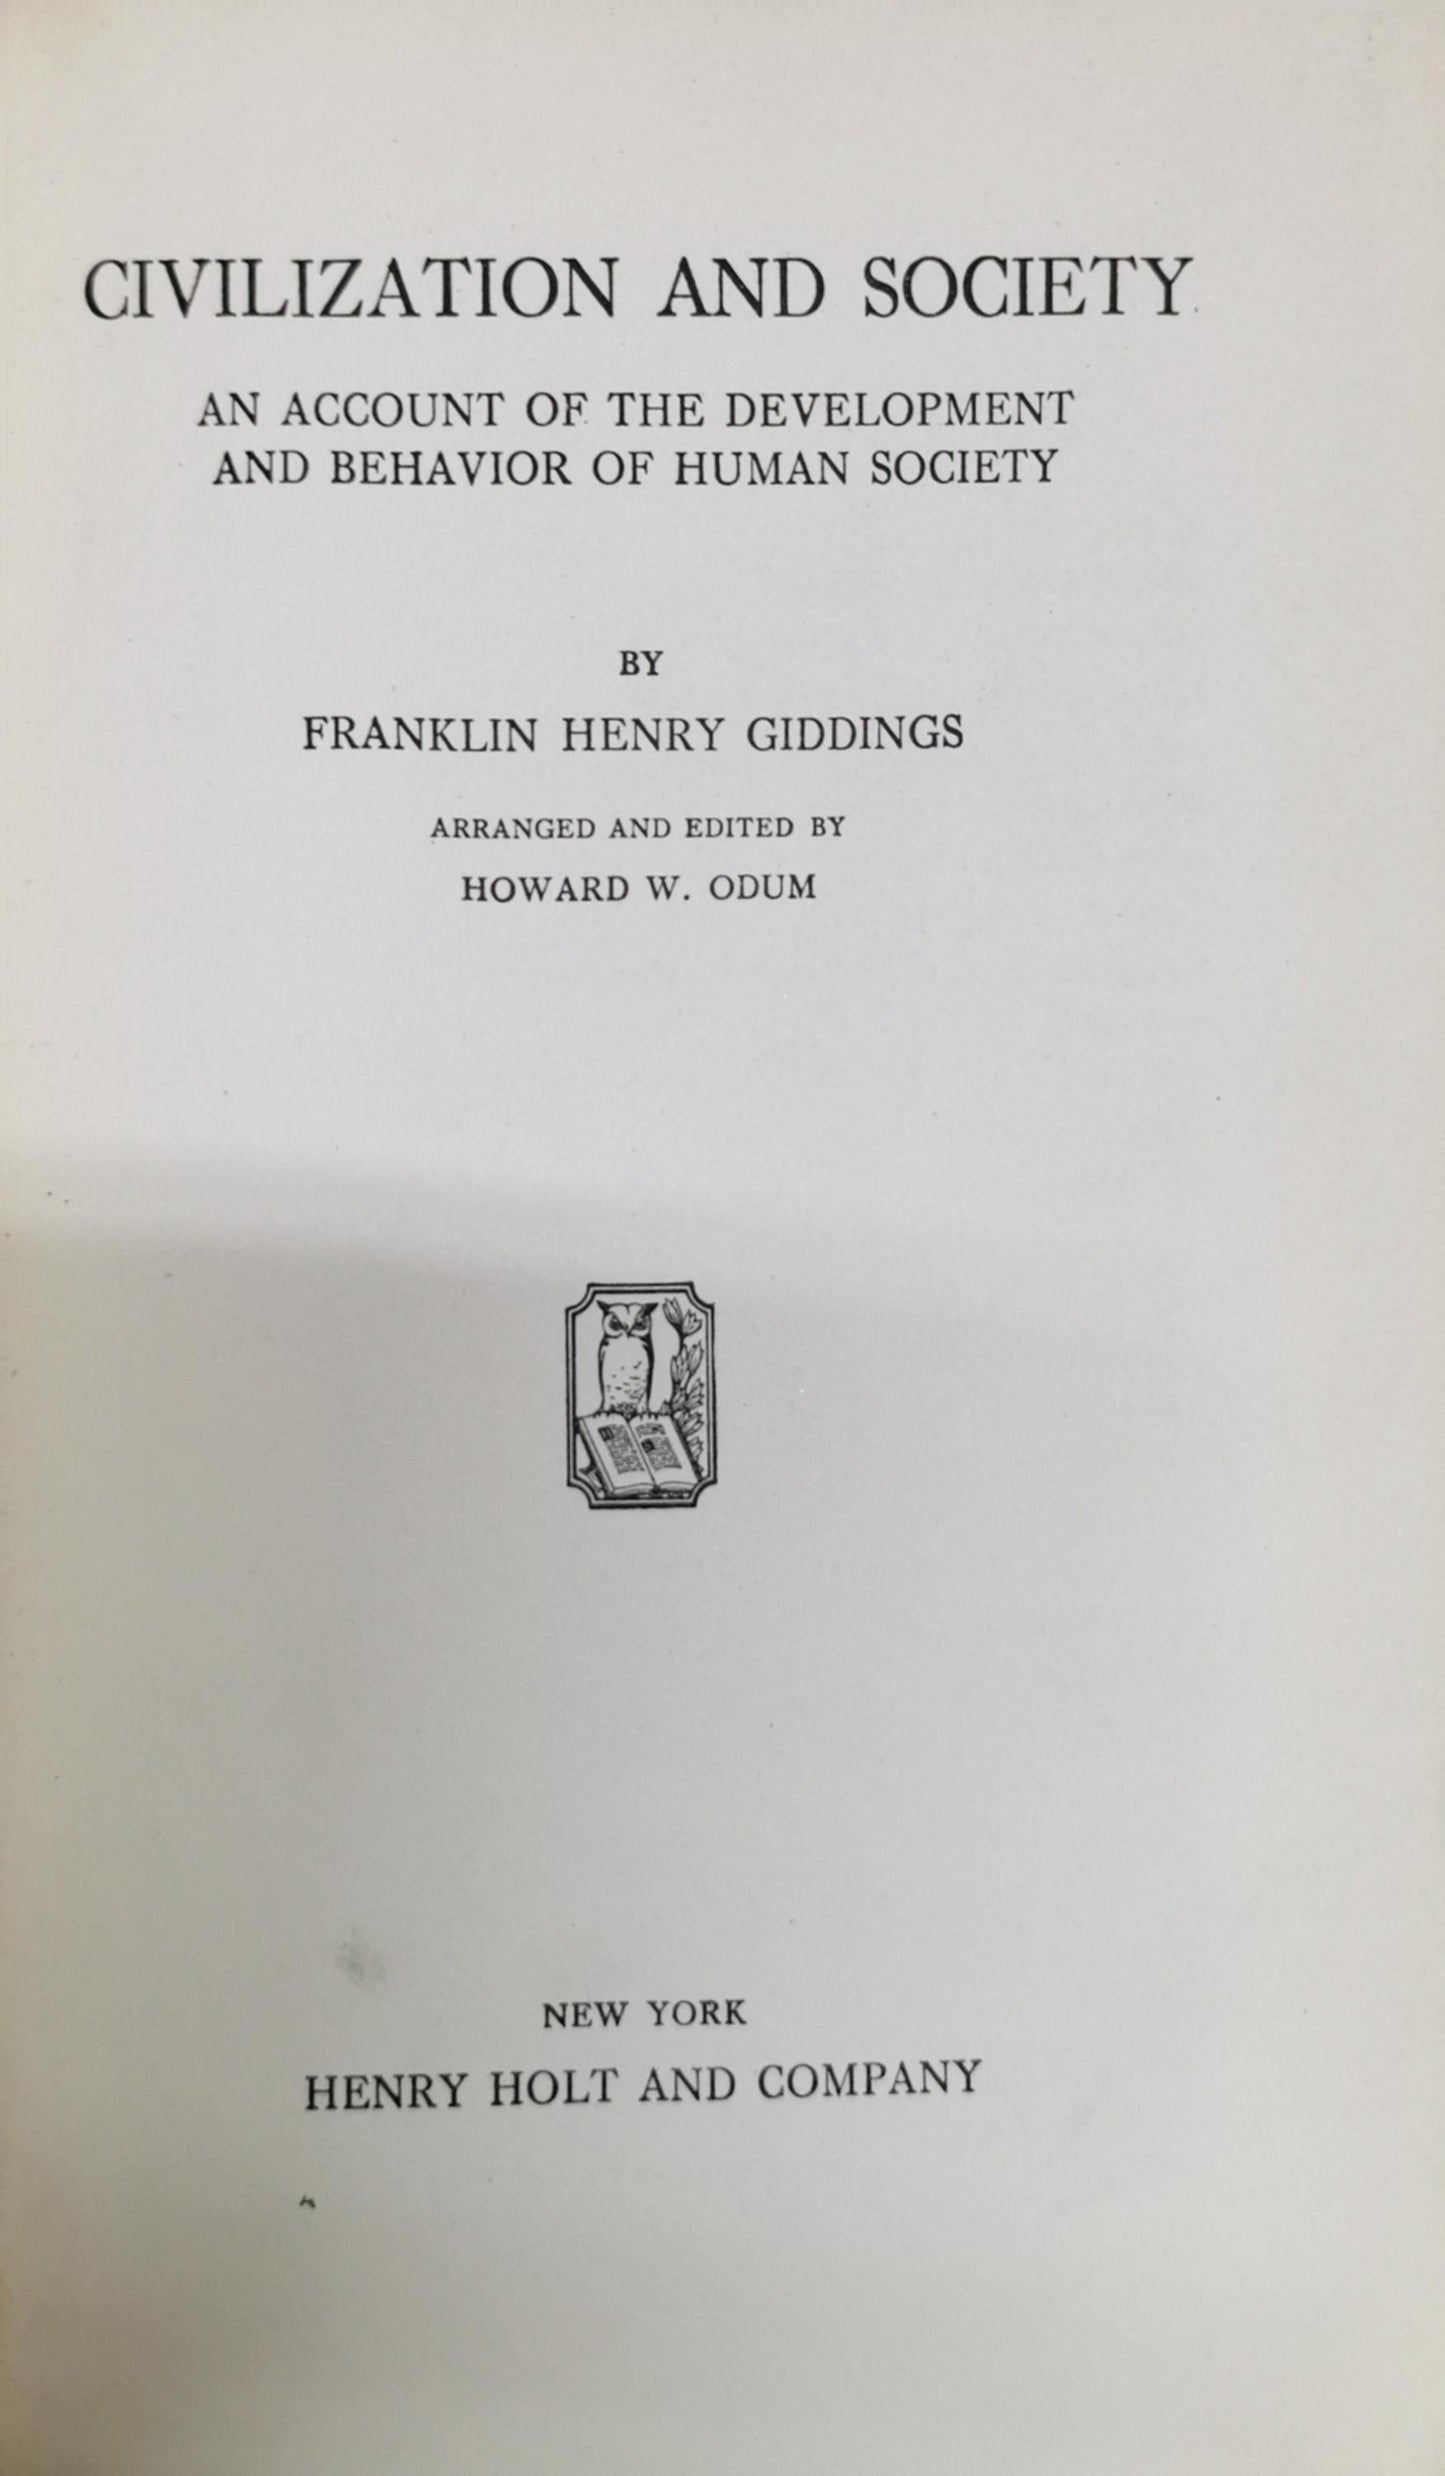 CIVILIZATION AND SOCIETY
AN ACCOUNT OF THE DEVELOPMENT
AND BEHAVIOR OF HUMAN SOCIETY
BY
FRANKLIN HENRY GIDDINGS
ARRANGED AND EDITED BY
HOWARD W. ODUM
NEW YORK
HENRY HOLT AND COMPANY